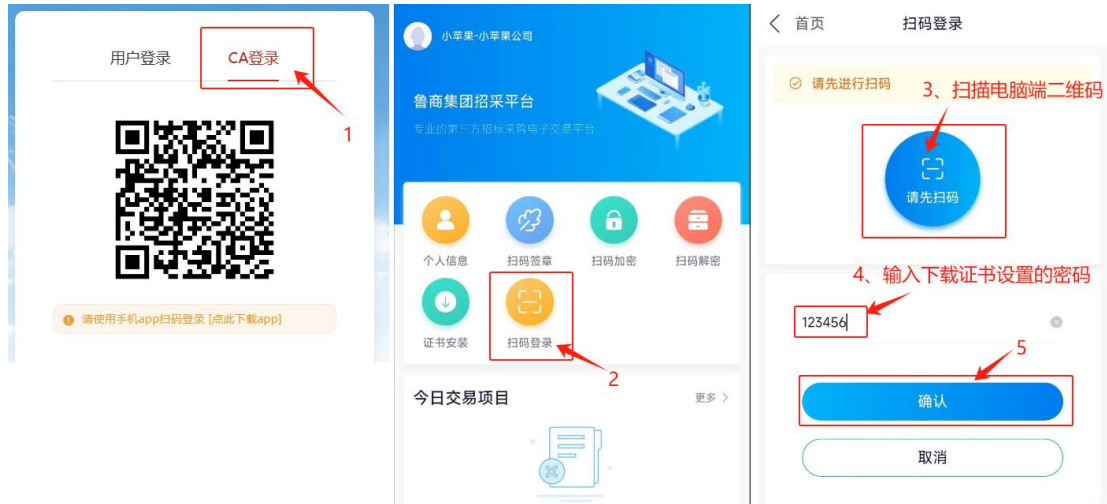 用户登录
CA登录
1
请使用手机app扫码登录 [点此下载app]
小苹果-小苹果公司
鲁商集团招采平台
专业的第三方招标采购电子交易平台
个人信息
扫码签章
扫码加密
扫码解密
证书安装
扫码登录
2
今日交易项目
更多
首页
扫码登录
请先进行扫码
3、扫描电脑端二维码
请先扫码
4、输入下载证书设置的密码
123456
5
确认
取消